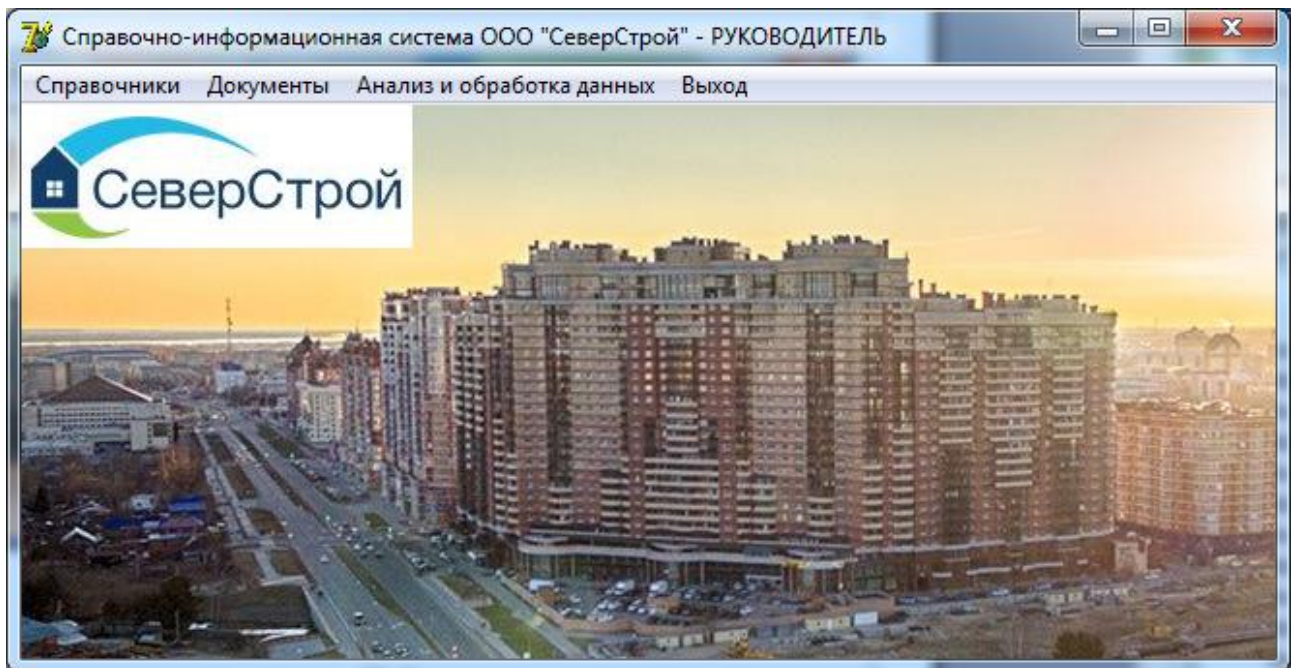 Справочно-информационная система ООО "СеверСтрой" - РУКОВОДИТЕЛЬ
Справочники Документы Анализ и обработка данных Выход
СеверСтрой